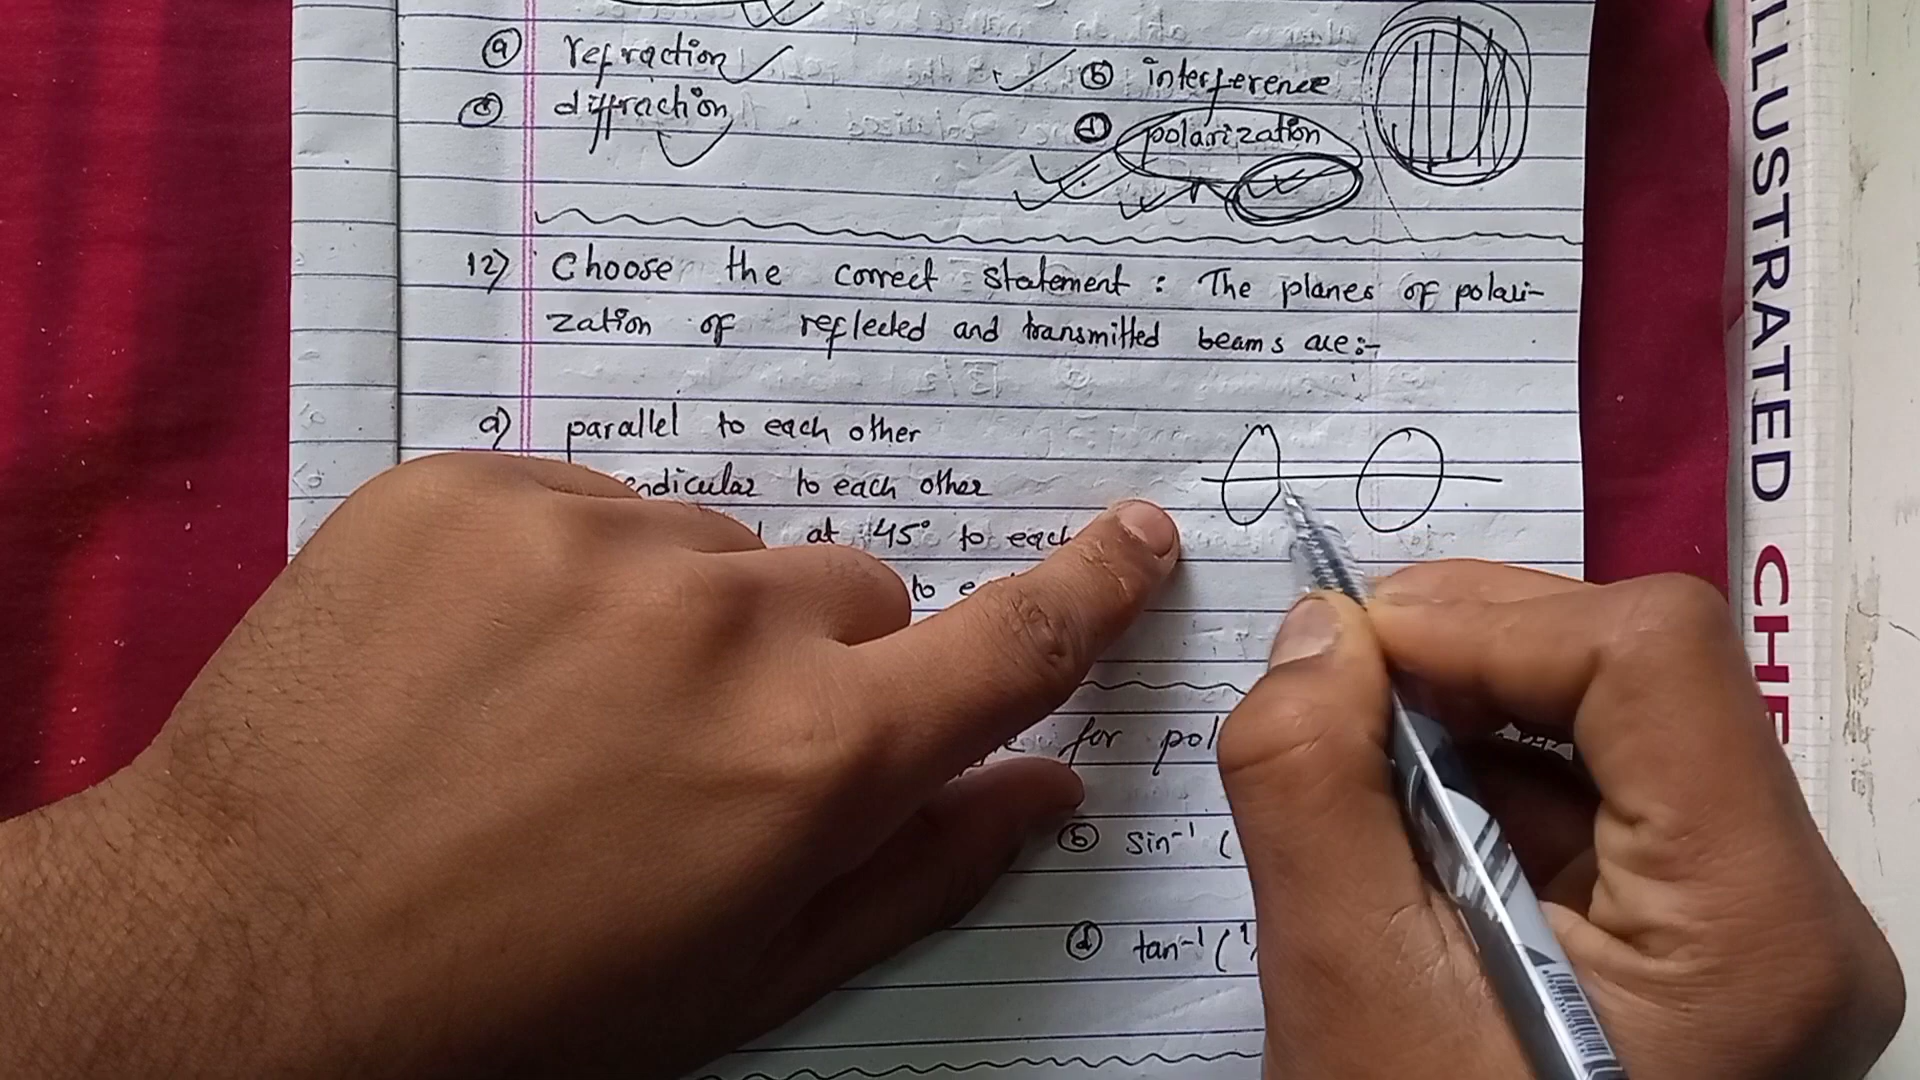 (a) refraction
(b) interference
(c) diffraction
(d) polarization
12) Choose the correct statement : The planes of polari-
zation of reflected and transmitted beams are:-
a) parallel to each other
endicular to each other
at 45° to each
to e
for pol
(b) sin⁻¹ (
(d) tan⁻¹ (1
LLUSTRATED CHE